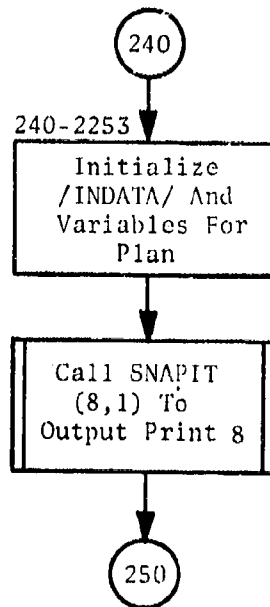 240
240-2253
Initialize
/INDATA/ And
Variables For
Plan
Call SNAPIT
(8,1) To
Output Print 8
250